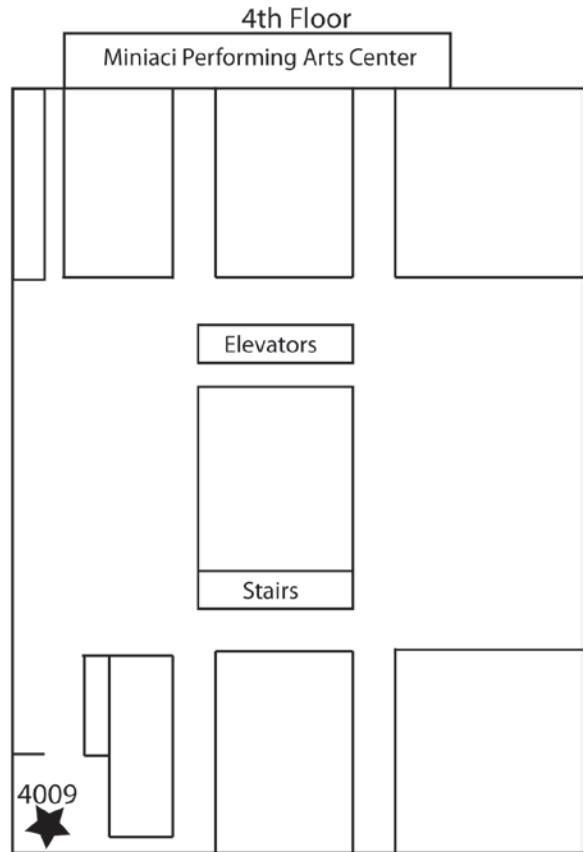 4th Floor
Miniaci Performing Arts Center
Elevators
Stairs
4009